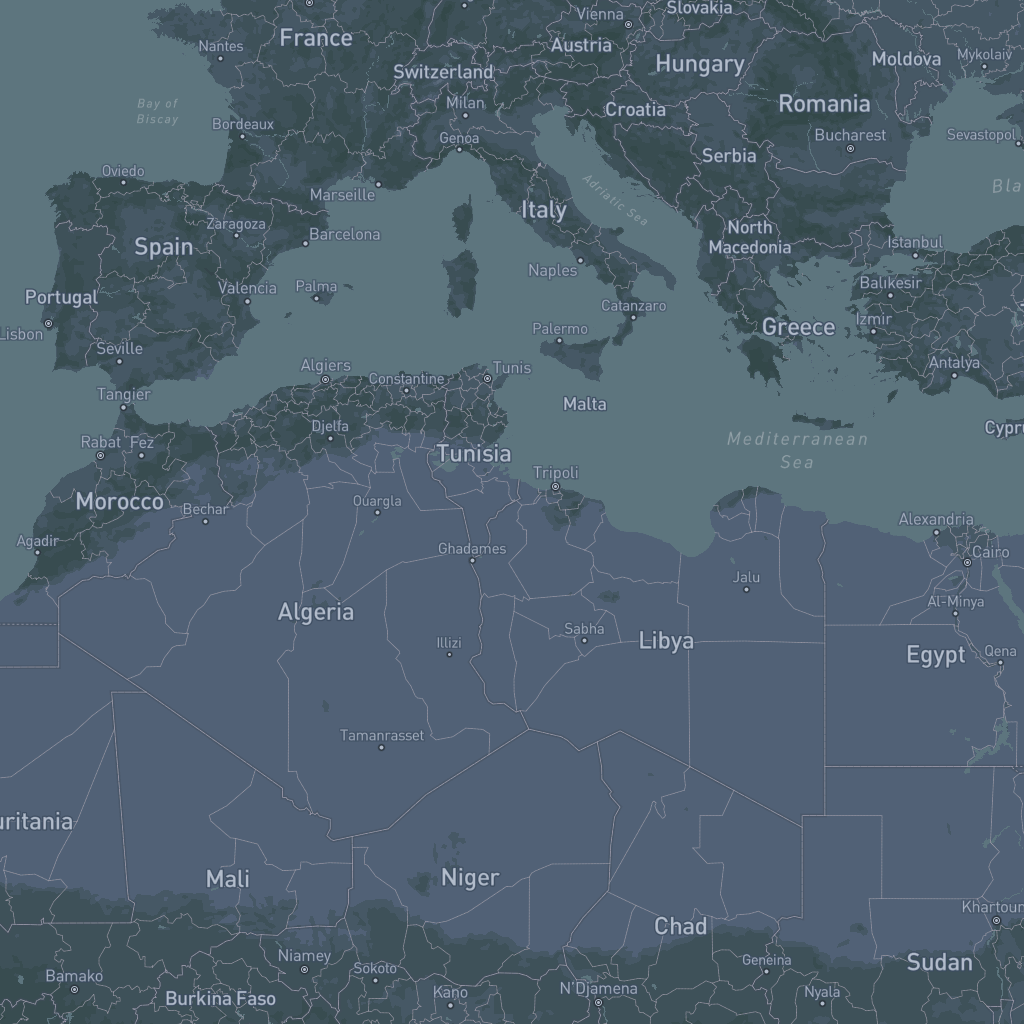 Slovakia
Vienna
France
Austria
Nantes
Moldova
Mykolaiv
Hungary
Switzerland
Milan
Romania
Croatia
Bay of
Biscay
Bordeaux
Genoa
Bucharest
Sevastopol
Serbia
Oviedo
Marseille
Adriatic Sea
Bla
Italy
Zaragoza
Barcelona
North
Macedonia
Spain
Istanbul
Naples
Balıkesir
Portugal
Valencia
Palma
Catanzaro
Lisbon
Palermo
Greece
Izmir
Seville
Algiers
Constantine
Tunis
Antalya
Tangier
Malta
Djelfa
Cypru
Rabat
Fez
Tunisia
Mediterranean
Sea
Tripoli
Morocco
Ouargla
Bechar
Alexandria
Agadir
Ghadames
Cairo
Jalu
Algeria
Al-Minya
Illizi
Sabha
Libya
Egypt
Qena
Tamanrasset
uritania
Mali
Niger
Khartoum
Chad
Niamey
Sokoto
Geneina
Sudan
Bamako
Burkina Faso
Kano
N'Djamena
Nyala